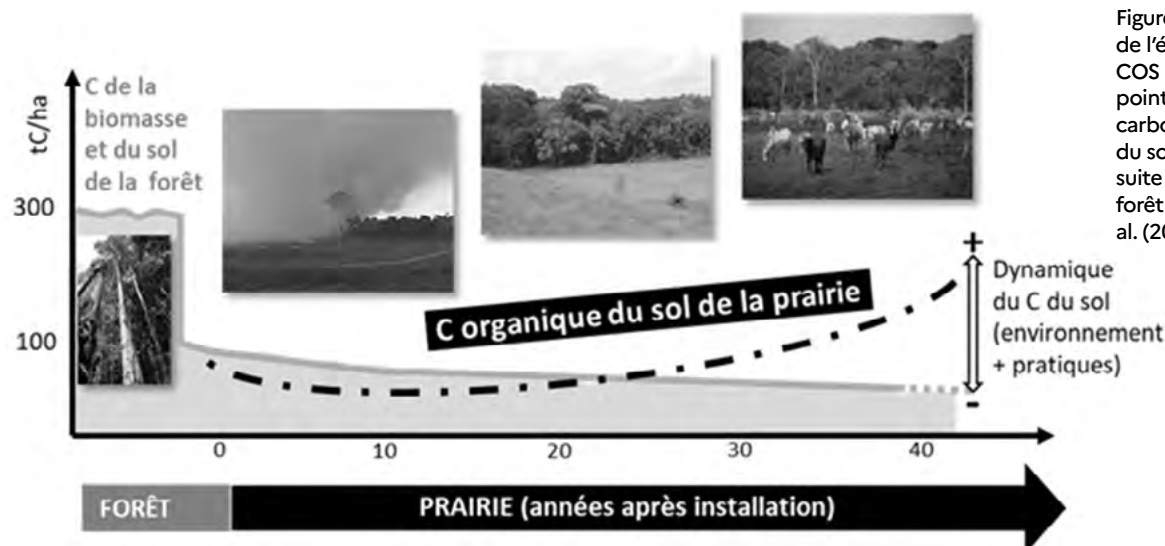 Figure
de l'é
COS
point
carbo
du so
suite
forêt
al. (20
tC/ha
300
100
C de la
biomasse
et du sol
de la forêt
C organique du sol de la prairie
+
Dynamique
du C du sol
(environnement
+ pratiques)
-
0 10 20 30 40
FORÊT
PRAIRIE (années après installation)